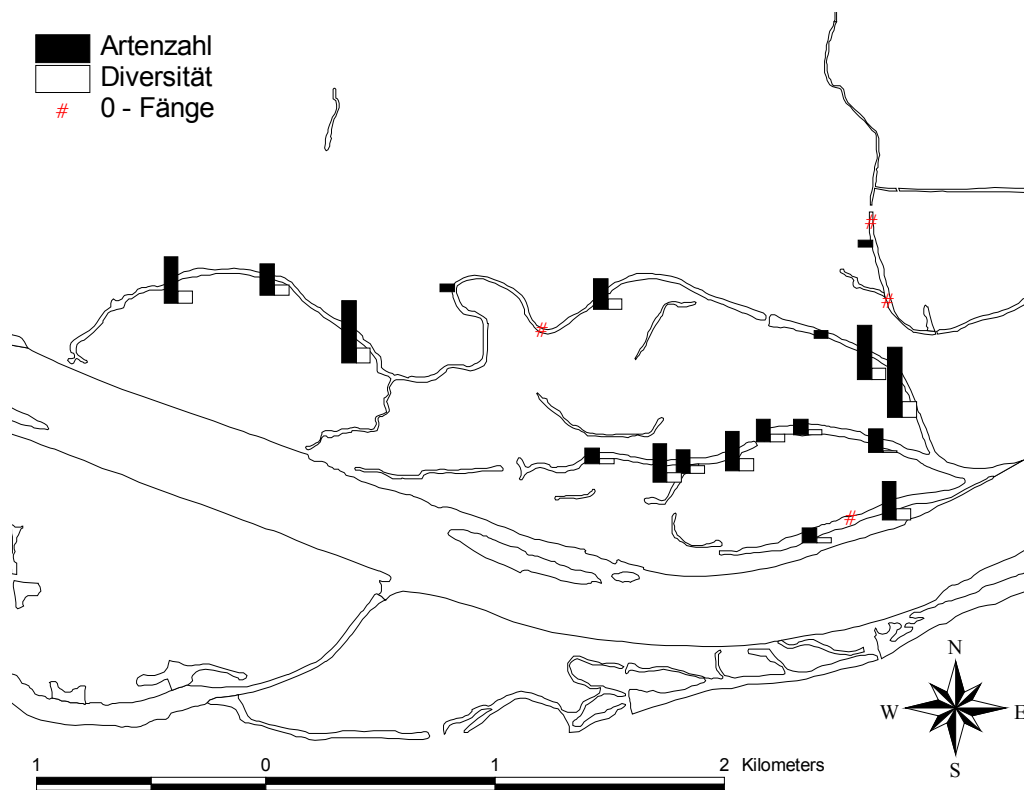 Artenzahl
Diversität
# 0 - Fänge
#
#
#
#
N
W E
S
1 0 1 2 Kilometers